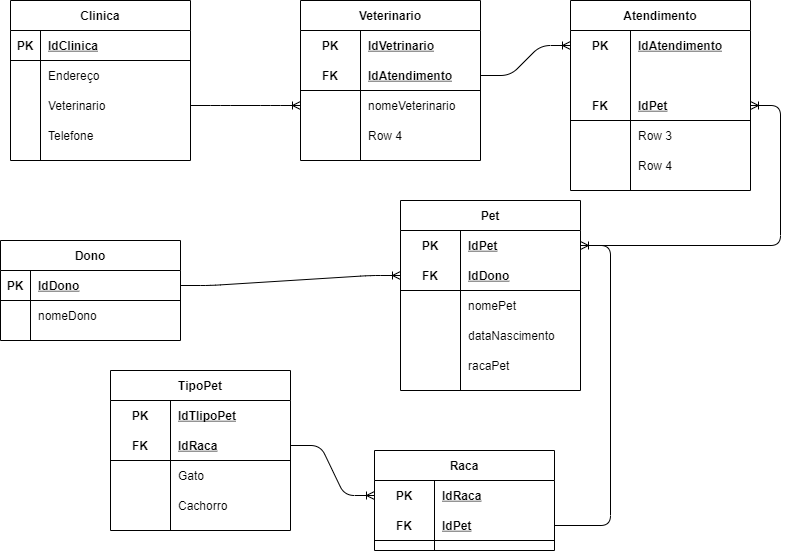 Clinica
PK IdClinica
Endereço
Veterinario
Telefone
Veterinario
PK IdVetrinario
FK IdAtendimento
nomeVeterinario
Row 4
Atendimento
PK IdAtendimento
FK IdPet
Row 3
Row 4
Pet
PK IdPet
FK IdDono
nomePet
dataNascimento
racaPet
Dono
PK IdDono
nomeDono
TipoPet
PK IdTIipoPet
FK IdRaca
Gato
Cachorro
Raca
PK IdRaca
FK IdPet